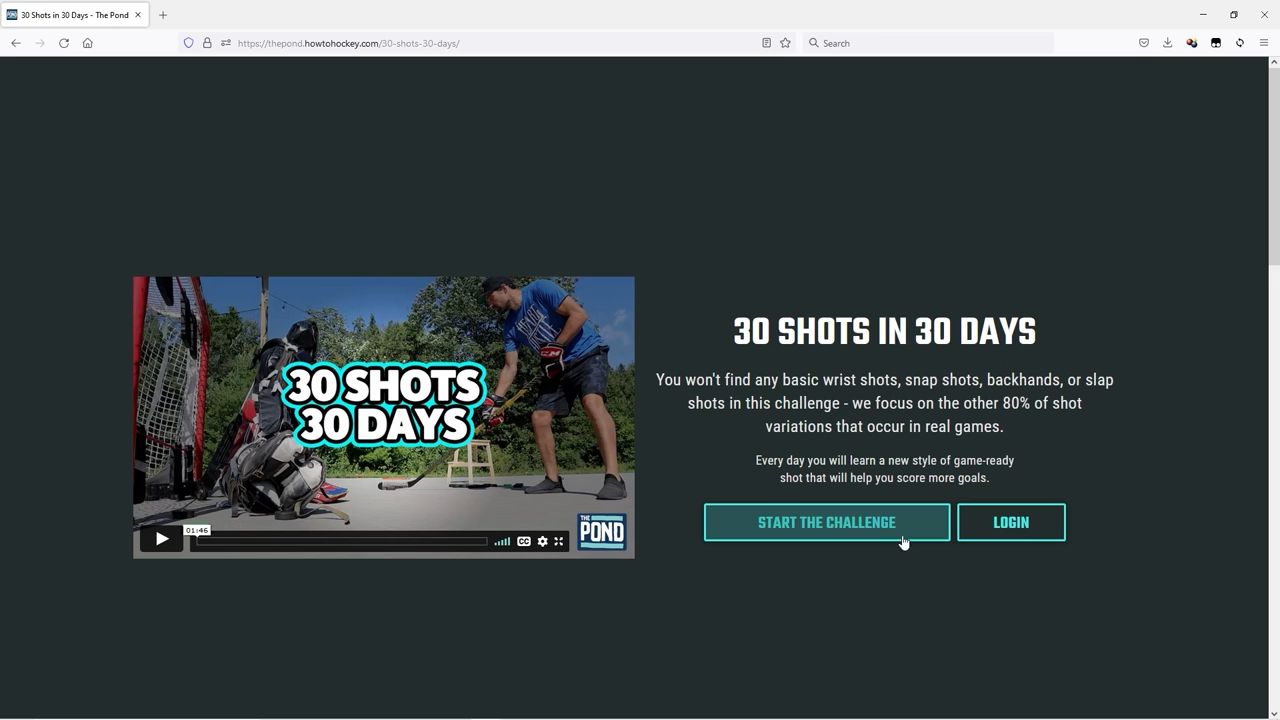 30 Shots in 30 Days - The Pond
https://thepond.howtohockey.com/30-shots-30-days/
Search
30 SHOTS
30 DAYS
01:46
CC
THE
POND
30 SHOTS IN 30 DAYS
You won't find any basic wrist shots, snap shots, backhands, or slap
shots in this challenge - we focus on the other 80% of shot
variations that occur in real games.
Every day you will learn a new style of game-ready
shot that will help you score more goals.
START THE CHALLENGE
LOGIN